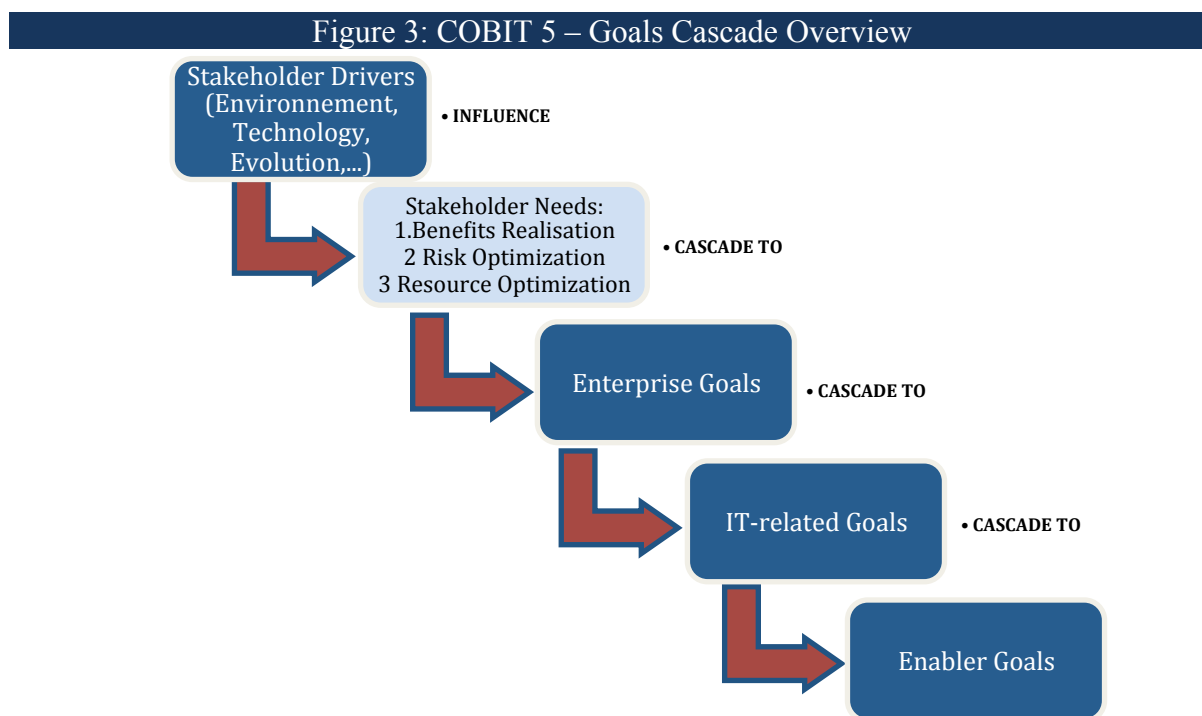 Figure 3: COBIT 5 – Goals Cascade Overview
Stakeholder Drivers
(Environnement,
Technology,
Evolution,...)
• INFLUENCE
Stakeholder Needs:
1.Benefits Realisation
2 Risk Optimization
3 Resource Optimization
• CASCADE TO
Enterprise Goals
• CASCADE TO
IT-related Goals
• CASCADE TO
Enabler Goals